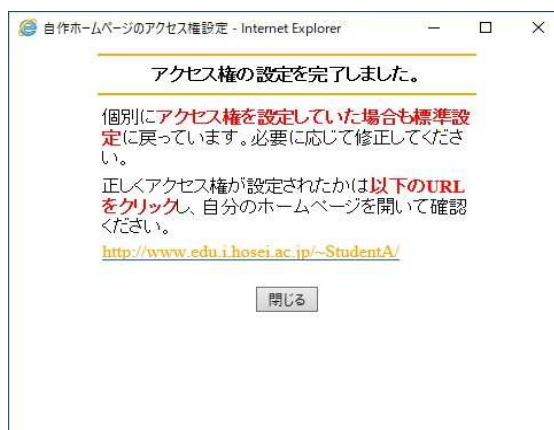 自作ホームページのアクセス権設定 - Internet Explorer
アクセス権の設定を完了しました。
個別にアクセス権を設定していた場合も標準設
定に戻っています。必要に応じて修正してくださ
い。
正しくアクセス権が設定されたかは以下のURL
をクリックし、自分のホームページを開いて確認
ください。
http://www.edu.i.hosei.ac.jp/~StudentA/
閉じる